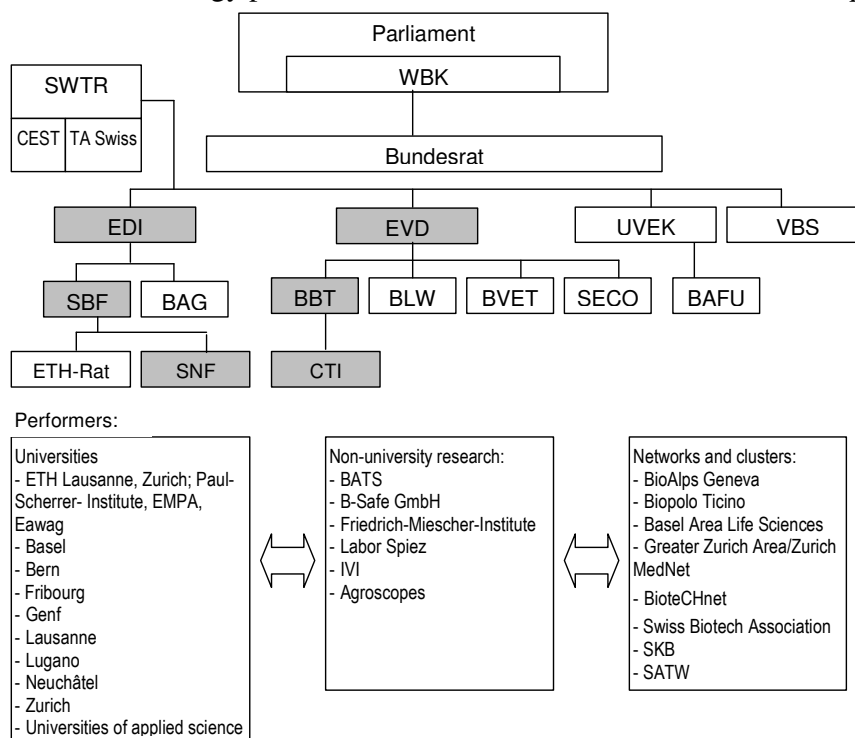 Parliament
WBK
SWTR
CEST TA Swiss
Bundesrat
EDI EVD UVEK VBS
SBF BAG BBT BLW BVET SECO BAFU
ETH-Rat SNF CTI
Performers:
Universities
- ETH Lausanne, Zurich; Paul-
Scherrer- Institute, EMPA,
Eawag
- Basel
- Bern
- Fribourg
- Genf
- Lausanne
- Lugano
- Neuchâtel
- Zurich
- Universities of applied science
Non-university research:
- BATS
- B-Safe GmbH
- Friedrich-Miescher-Institute
- Labor Spiez
- IVI
- Agroscopes
Networks and clusters:
- BioAlps Geneva
- Biopolo Ticino
- Basel Area Life Sciences
- Greater Zurich Area/Zurich
MedNet
- BioteCHnet
- Swiss Biotech Association
- SKB
- SATW